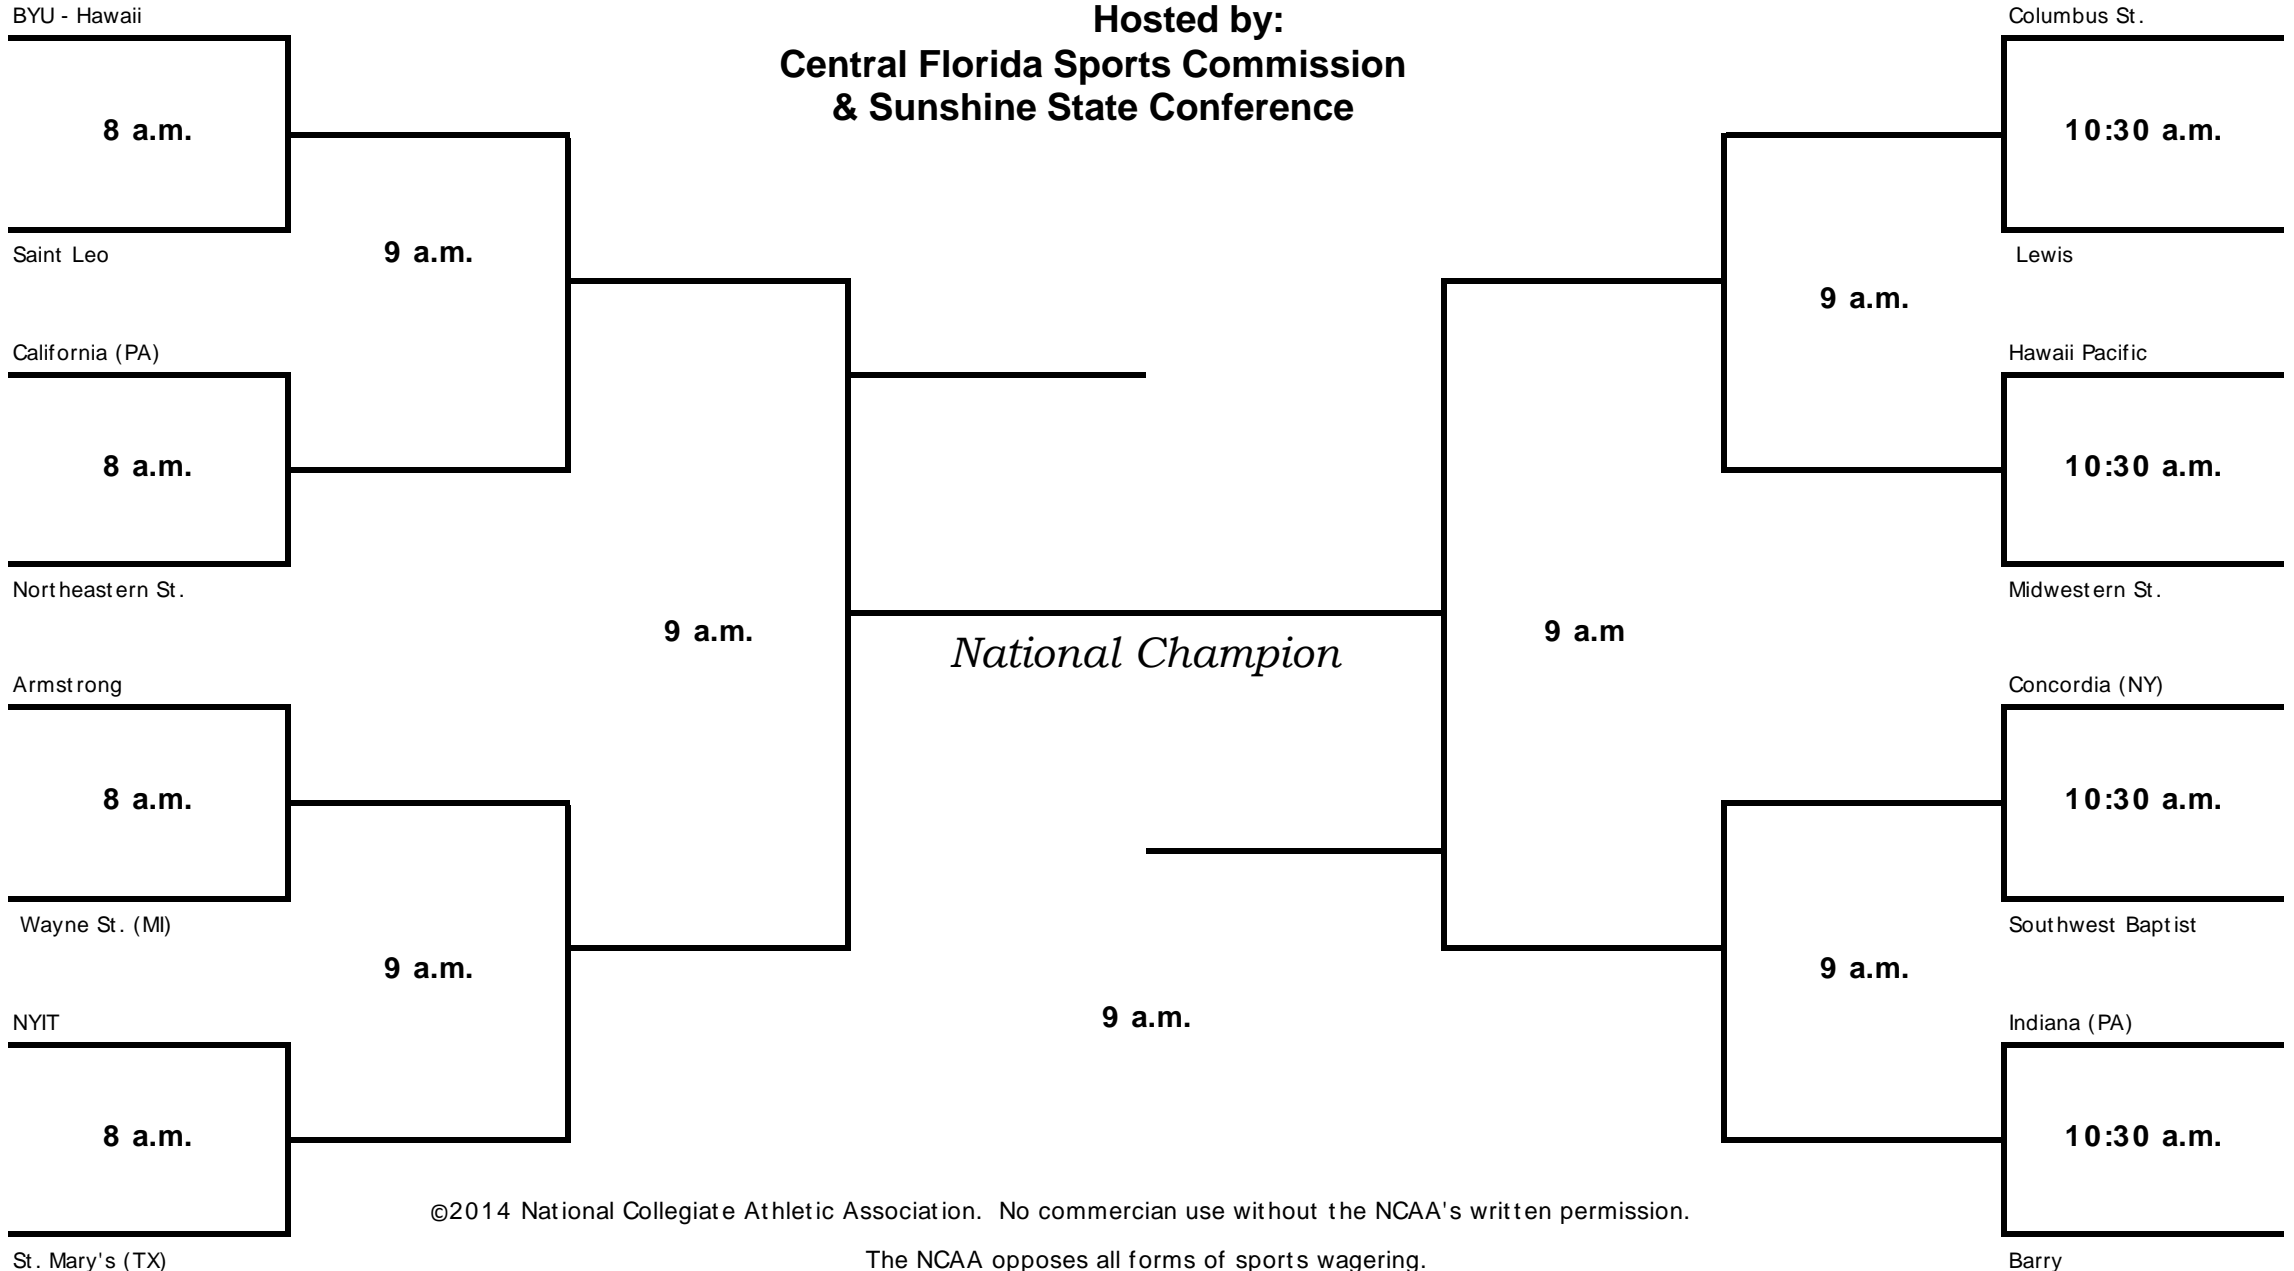 BYU - Hawaii
Hosted by:
Columbus St.
Central Florida Sports Commission
& Sunshine State Conference
8 a.m.
10:30 a.m.
Saint Leo
9 a.m.
Lewis
9 a.m.
California (PA)
Hawaii Pacific
8 a.m.
10:30 a.m.
Northeastern St.
Midwestern St.
9 a.m.
9 a.m
National Champion
Armstrong
Concordia (NY)
8 a.m.
10:30 a.m.
Wayne St. (MI)
Southwest Baptist
9 a.m.
9 a.m.
NYIT
9 a.m.
Indiana (PA)
8 a.m.
10:30 a.m.
©2014 National Collegiate Athletic Association.  No commercian use without the NCAA's written permission.
St. Mary's (TX)
The NCAA opposes all forms of sports wagering.
Barry